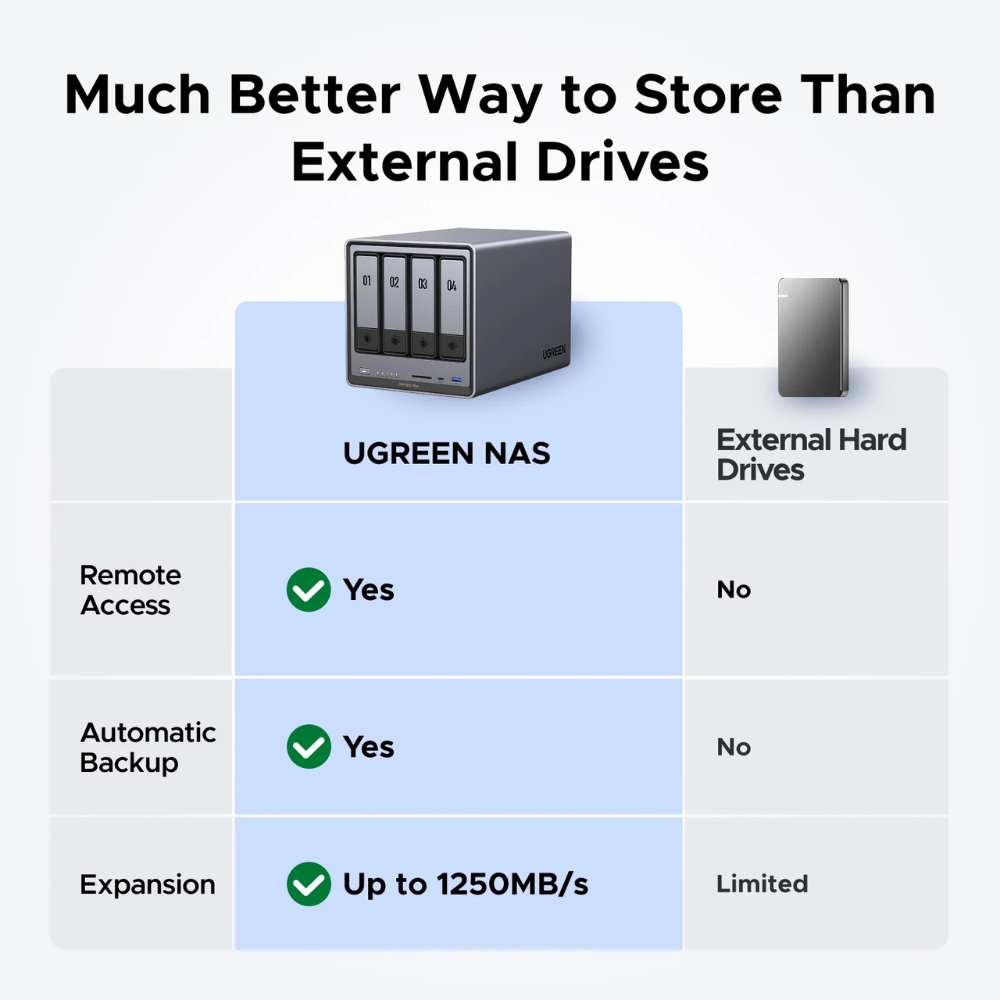 Much Better Way to Store Than
External Drives
01 02 03 04
UGREEN
UGREEN NAS
External Hard
Drives
Remote
Access
Yes
No
Automatic
Backup
Yes
No
Expansion
Up to 1250MB/s
Limited